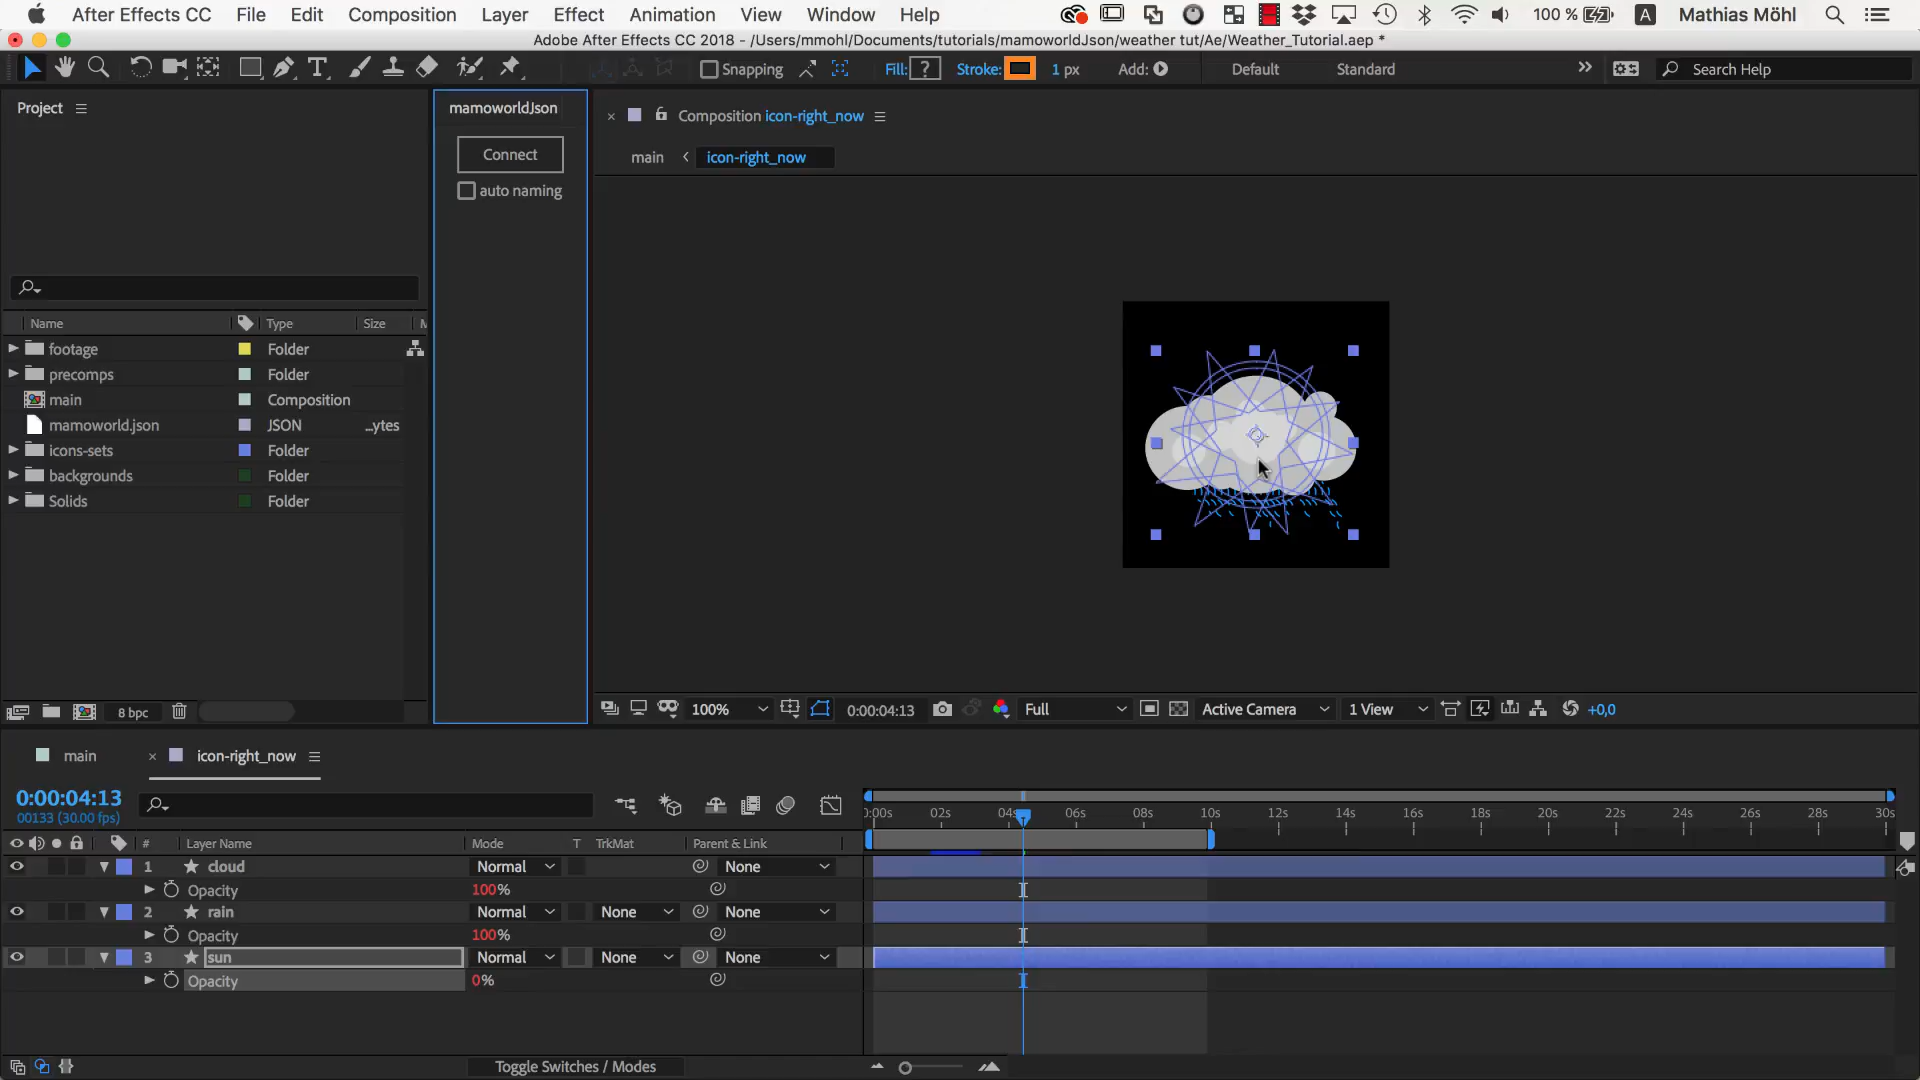 After Effects CC File Edit Composition Layer Effect Animation View Window Help 100 % A Mathias Möhl
Adobe After Effects CC 2018 - /Users/mmohl/Documents/tutorials/mamoworldJson/weather tut/Ae/Weather_Tutorial.aep *
Snapping Fill: ? Stroke: 1 px Add: Default Standard Search Help
Project
mamoworldJson
Composition icon-right_now
Connect
main icon-right_now
auto naming
Name Type Size
footage Folder
precomps Folder
main Composition
mamoworld.json JSON ...ytes
icons-sets Folder
backgrounds Folder
Solids Folder
8 bpc
100% 0:00:04:13 Full Active Camera 1 View +0,0
main icon-right_now
0:00:04:13
00133 (30.00 fps)
0:00s 02s 04s 06s 08s 10s 12s 14s 16s 18s 20s 22s 24s 26s 28s 30s
# Layer Name Mode T TrkMat Parent & Link
1 cloud Normal None
Opacity 100%
2 rain Normal None None
Opacity 100%
3 sun Normal None None
Opacity 0%
Toggle Switches / Modes